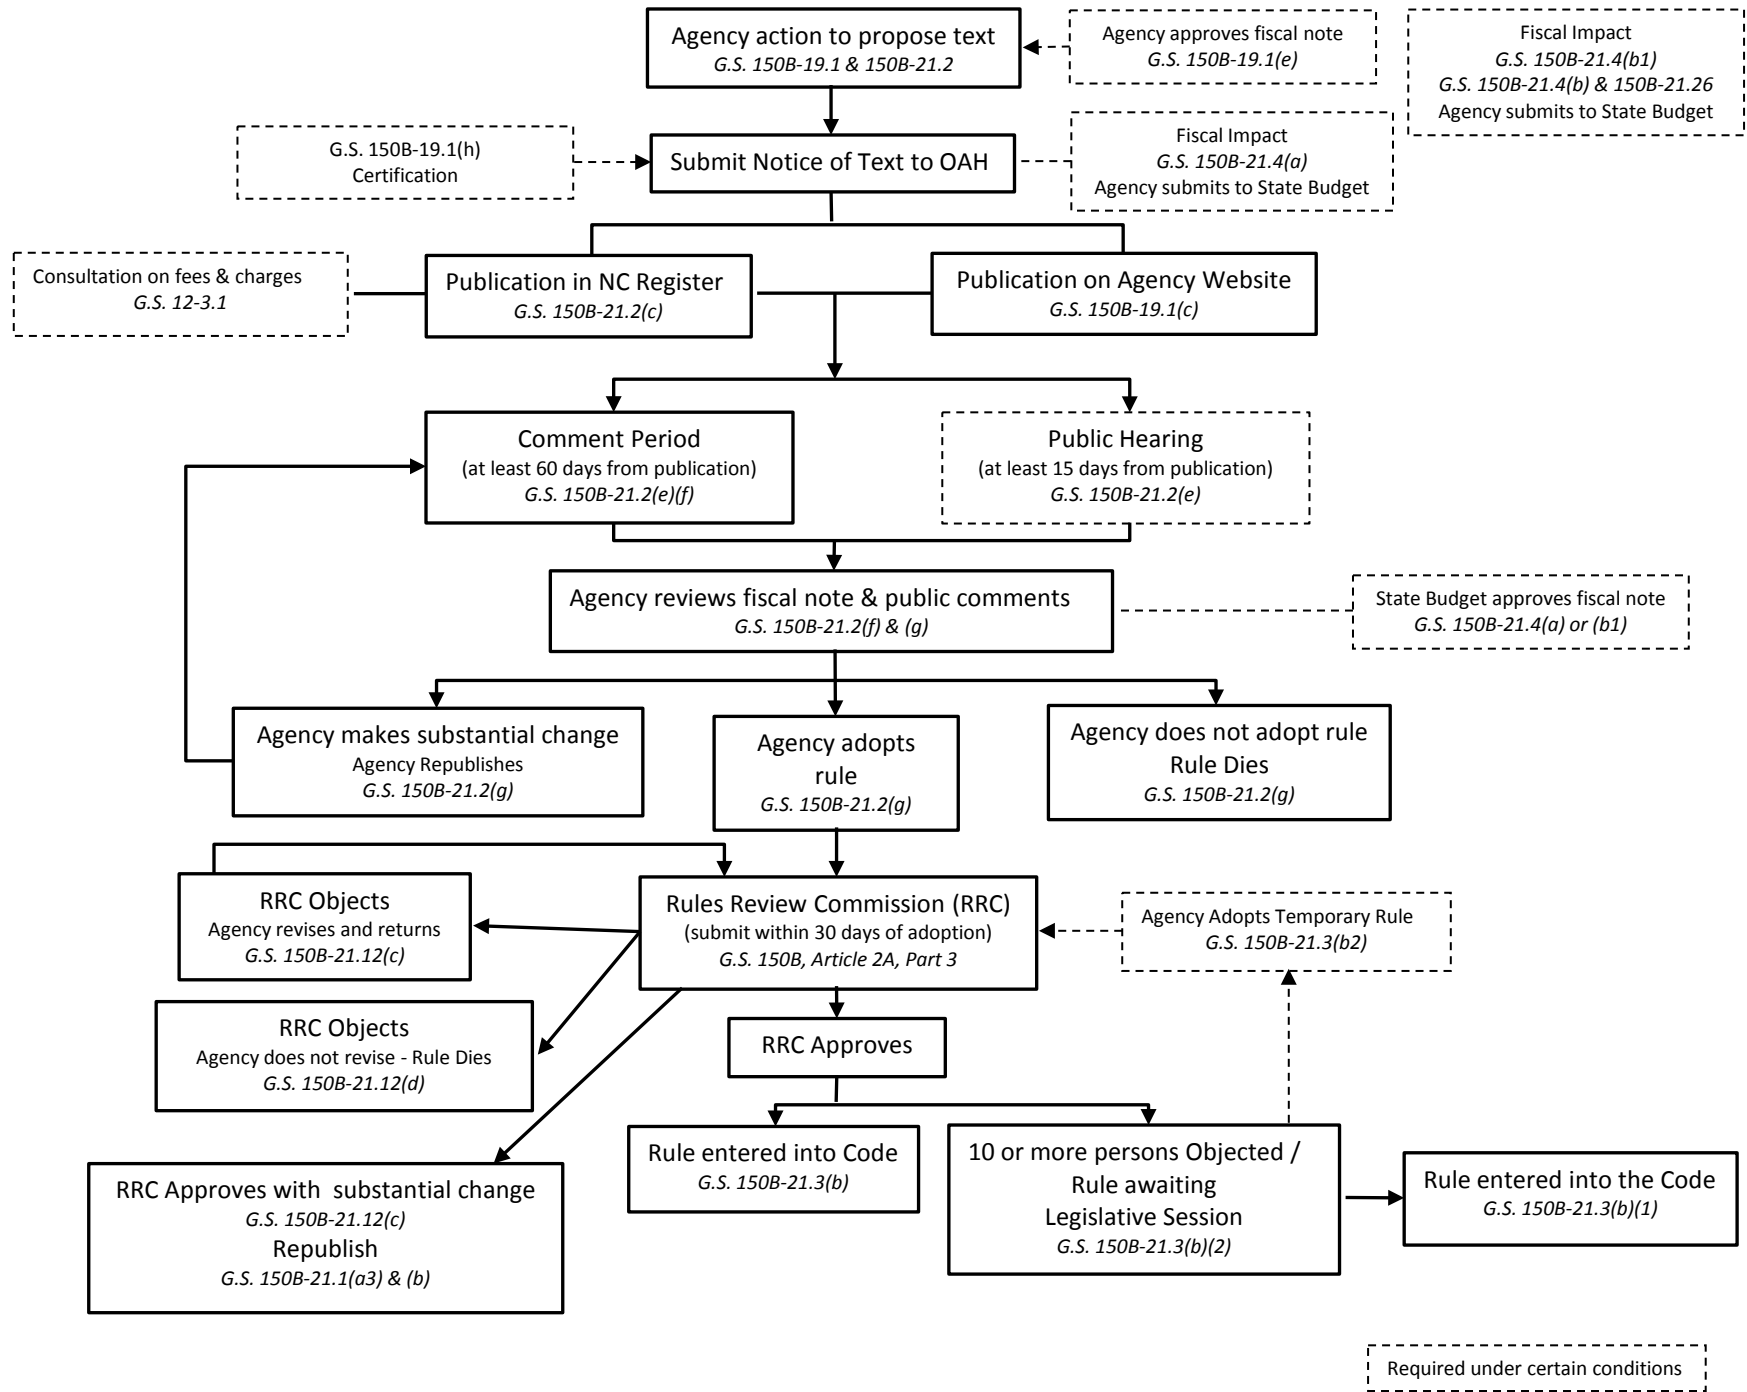 Agency action to propose text
G.S. 150B-19.1 & 150B-21.2
Agency approves fiscal note
G.S. 150B-19.1(e)
Fiscal Impact
G.S. 150B-21.4(b1)
G.S. 150B-21.4(b) & 150B-21.26
Agency submits to State Budget
G.S. 150B-19.1(h)
Certification
Submit Notice of Text to OAH
Fiscal Impact
G.S. 150B-21.4(a)
Agency submits to State Budget
Consultation on fees & charges
G.S. 12-3.1
Publication in NC Register
G.S. 150B-21.2(c)
Publication on Agency Website
G.S. 150B-19.1(c)
Comment Period
(at least 60 days from publication)
G.S. 150B-21.2(e)(f)
Public Hearing
(at least 15 days from publication)
G.S. 150B-21.2(e)
Agency reviews fiscal note & public comments
G.S. 150B-21.2(f) & (g)
State Budget approves fiscal note
G.S. 150B-21.4(a) or (b1)
Agency makes substantial change
Agency Republishes
G.S. 150B-21.2(g)
Agency adopts
rule
G.S. 150B-21.2(g)
Agency does not adopt rule
Rule Dies
G.S. 150B-21.2(g)
RRC Objects
Agency revises and returns
G.S. 150B-21.12(c)
Rules Review Commission (RRC)
(submit within 30 days of adoption)
G.S. 150B, Article 2A, Part 3
Agency Adopts Temporary Rule
G.S. 150B-21.3(b2)
RRC Objects
Agency does not revise - Rule Dies
G.S. 150B-21.12(d)
RRC Approves
RRC Approves with substantial change
G.S. 150B-21.12(c)
Republish
G.S. 150B-21.1(a3) & (b)
Rule entered into Code
G.S. 150B-21.3(b)
10 or more persons Objected /
Rule awaiting
Legislative Session
G.S. 150B-21.3(b)(2)
Rule entered into the Code
G.S. 150B-21.3(b)(1)
Required under certain conditions